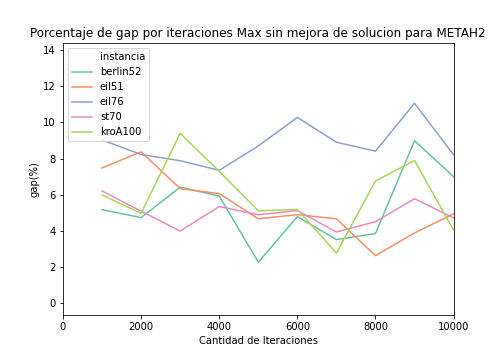 Porcentaje de gap por iteraciones Max sin mejora de solucion para METAH2
14
12
10
8
6
4
2
0
gap(%)
instancia
berlin52
eil51
eil76
st70
kroA100
0 2000 4000 6000 8000 10000
Cantidad de Iteraciones